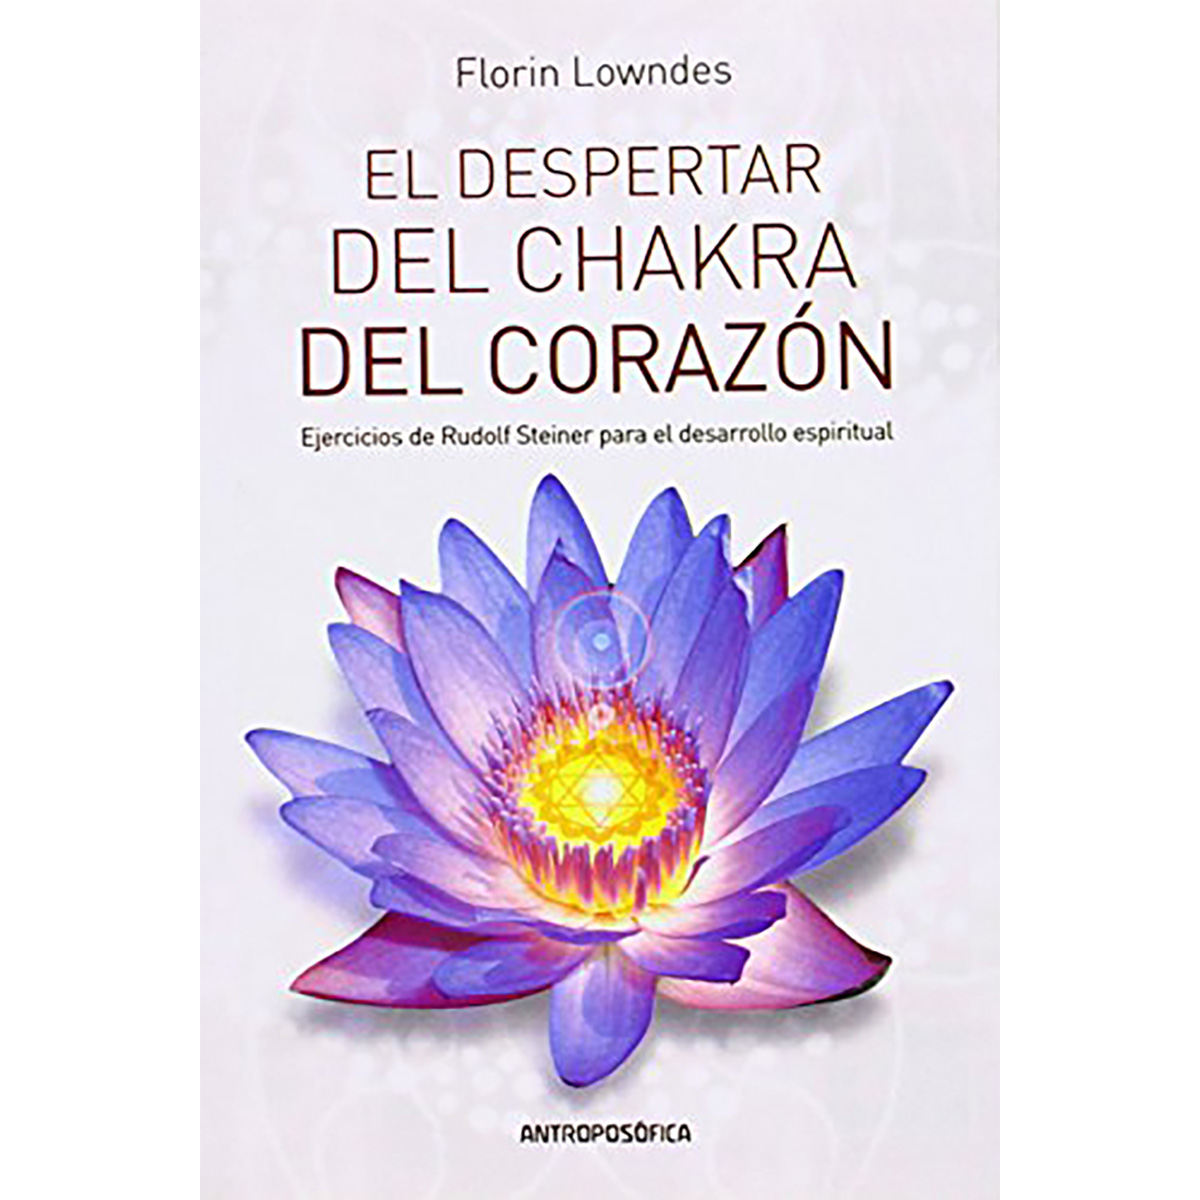 Florin Lowndes
EL DESPERTAR
DEL CHAKRA
DEL CORAZÓN
Ejercicios de Rudolf Steiner para el desarrollo espiritual
ANTROPOSÓFICA